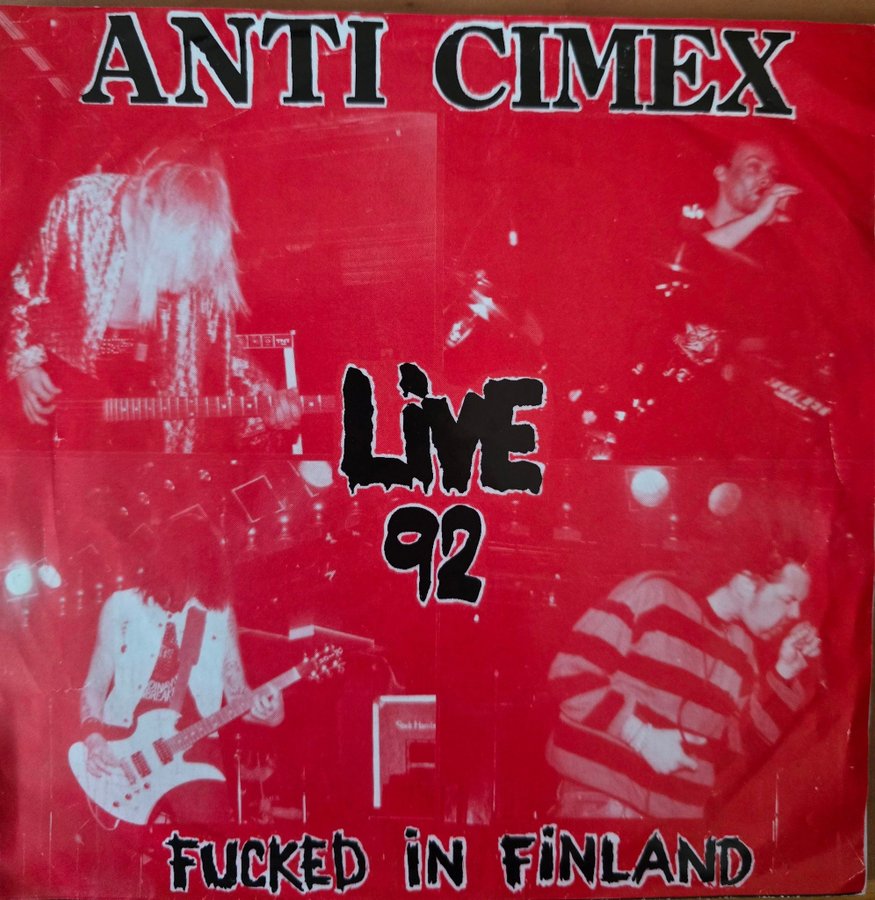 ANTI CIMEX
LiVE
92
FUCKED iN FiNLAND